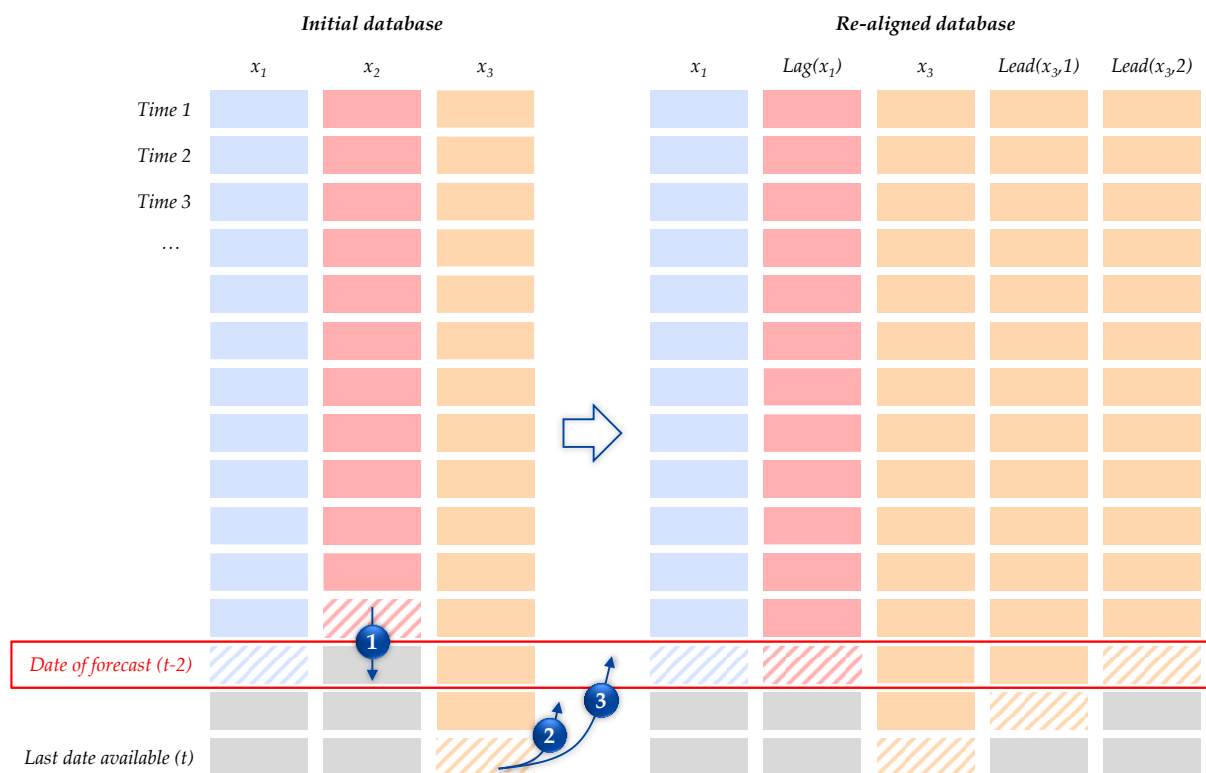 Initial database Re-aligned database
x₁ x₂ x₃ x₁ Lag(x₁) x₃ Lead(x₃,1) Lead(x₃,2)
Time 1
Time 2
Time 3
…
1
Date of forecast (t-2)
3
2
Last date available (t)